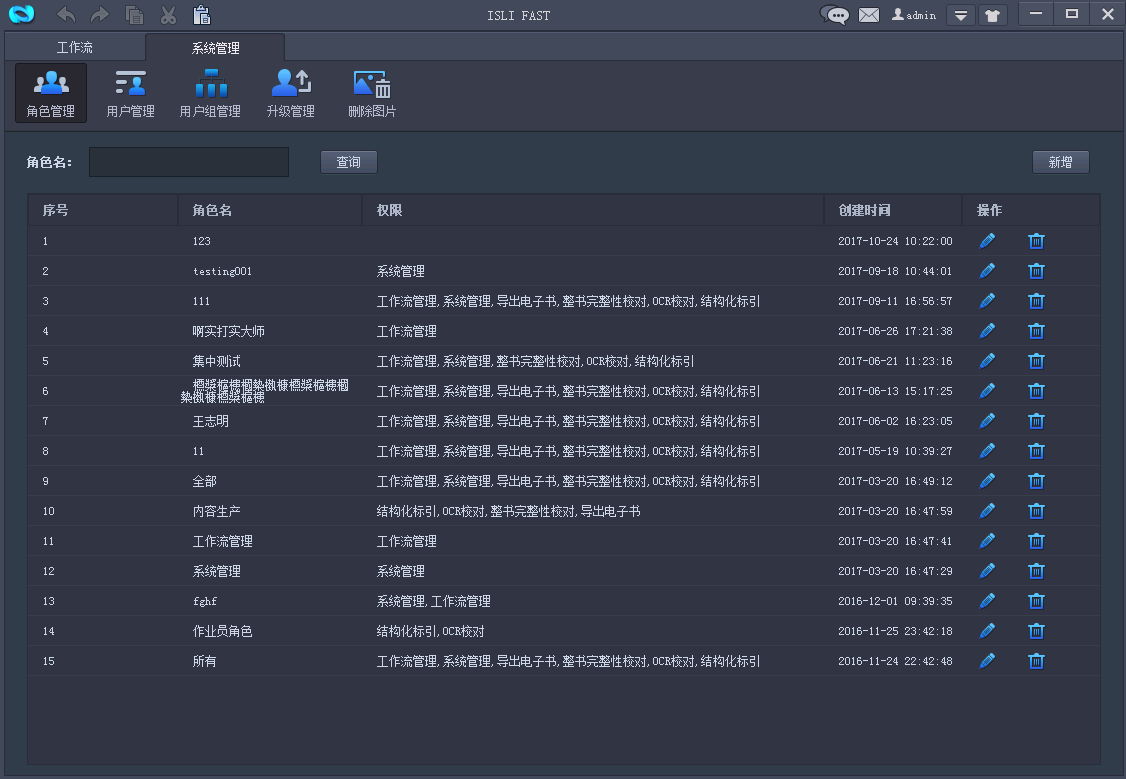 ISLI FAST
admin
工作流 系统管理
角色管理 用户管理 用户组管理 升级管理 删除图片
角色名: 查询 新增
序号 角色名 权限 创建时间 操作
1 123 2017-10-24 10:22:00
2 testing001 系统管理 2017-09-18 10:44:01
3 111 工作流管理,系统管理,导出电子书,整书完整性校对,OCR校对,结构化标引 2017-09-11 16:56:57
4 啊实打实大师 工作流管理 2017-06-26 17:21:38
5 集中测试 工作流管理,系统管理,整书完整性校对,OCR校对,结构化标引 2017-06-21 11:23:16
6 工作流管理,系统管理,导出电子书,整书完整性校对,OCR校对,结构化标引 2017-06-13 15:17:25
7 王志明 工作流管理,系统管理,导出电子书,整书完整性校对,OCR校对,结构化标引 2017-06-02 16:23:05
8 11 工作流管理,系统管理,导出电子书,整书完整性校对,OCR校对,结构化标引 2017-05-19 10:39:27
9 全部 工作流管理,系统管理,导出电子书,整书完整性校对,OCR校对,结构化标引 2017-03-20 16:49:12
10 内容生产 结构化标引,OCR校对,整书完整性校对,导出电子书 2017-03-20 16:47:59
11 工作流管理 工作流管理 2017-03-20 16:47:41
12 系统管理 系统管理 2017-03-20 16:47:29
13 fghf 系统管理,工作流管理 2016-12-01 09:39:35
14 作业员角色 结构化标引,OCR校对 2016-11-25 23:42:18
15 所有 工作流管理,系统管理,导出电子书,整书完整性校对,OCR校对,结构化标引 2016-11-24 22:42:48